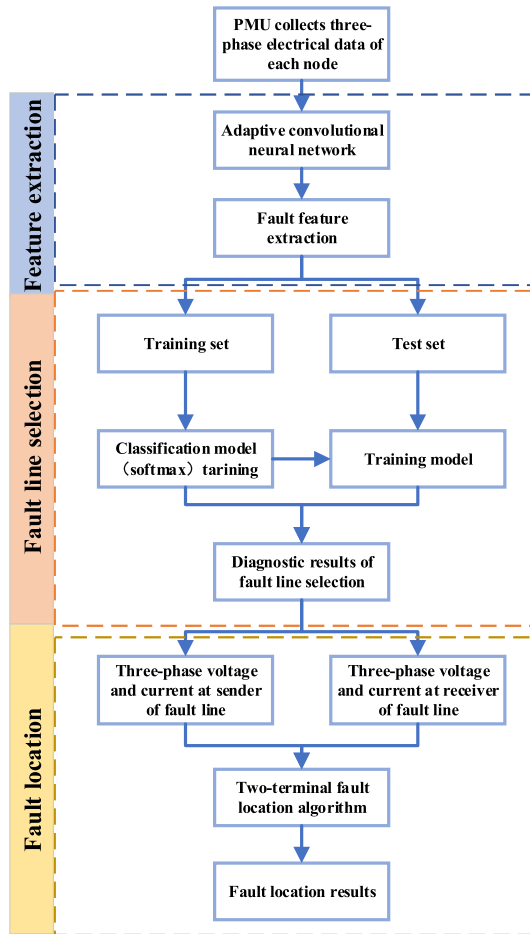 PMU collects three-
phase electrical data of
each node
Feature extraction
Adaptive convolutional
neural network
Fault feature
extraction
Fault line selection
Training set
Test set
Classification model
（softmax）tarining
Training model
Diagnostic results of
fault line selection
Fault location
Three-phase voltage
and current at sender
of fault line
Three-phase voltage
and current at receiver
of fault line
Two-terminal fault
location algorithm
Fault location results